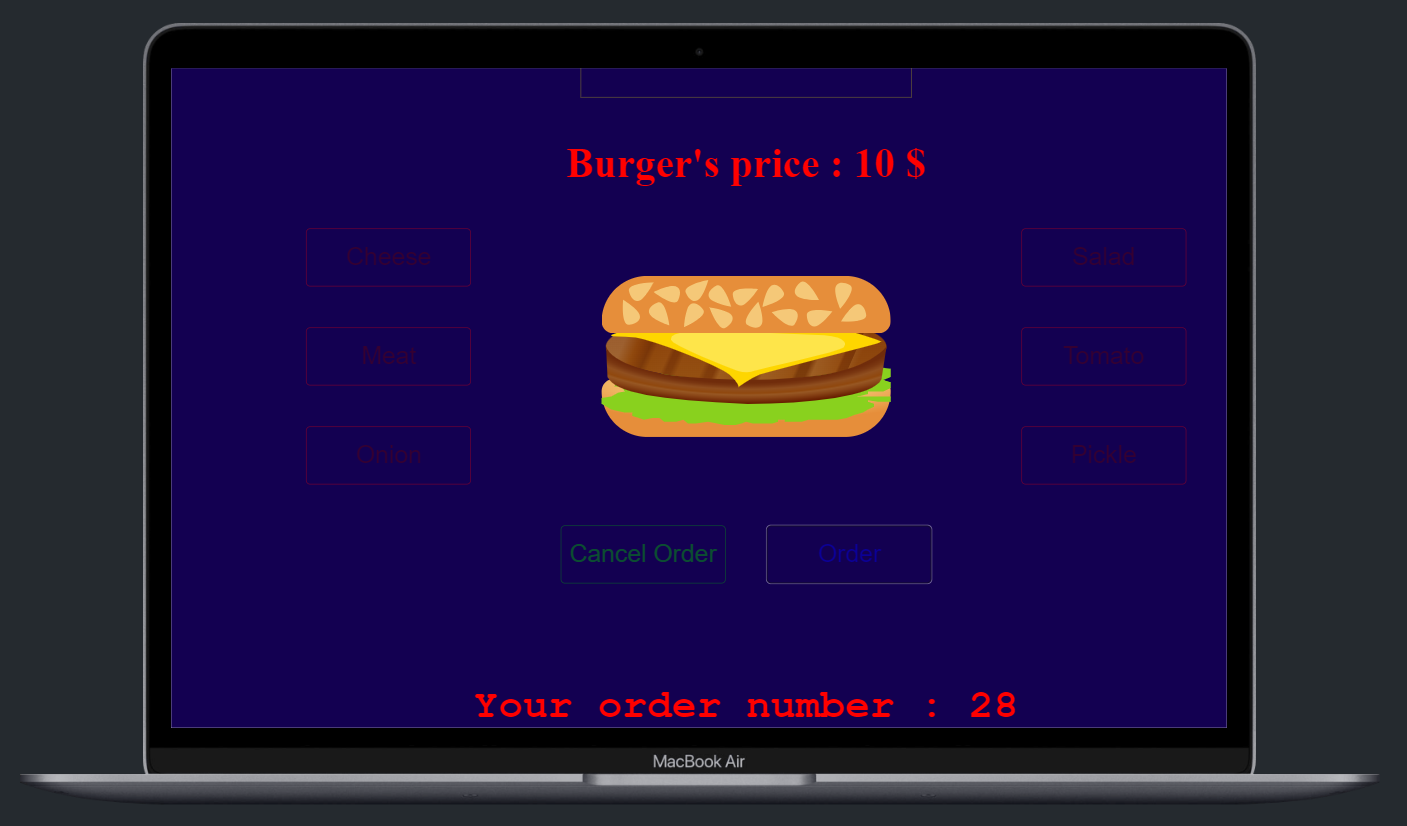 Burger's price : 10 $
Cheese
Salad
Meat
Tomato
Onion
Pickle
Cancel Order
Order
Your order number : 28
MacBook Air